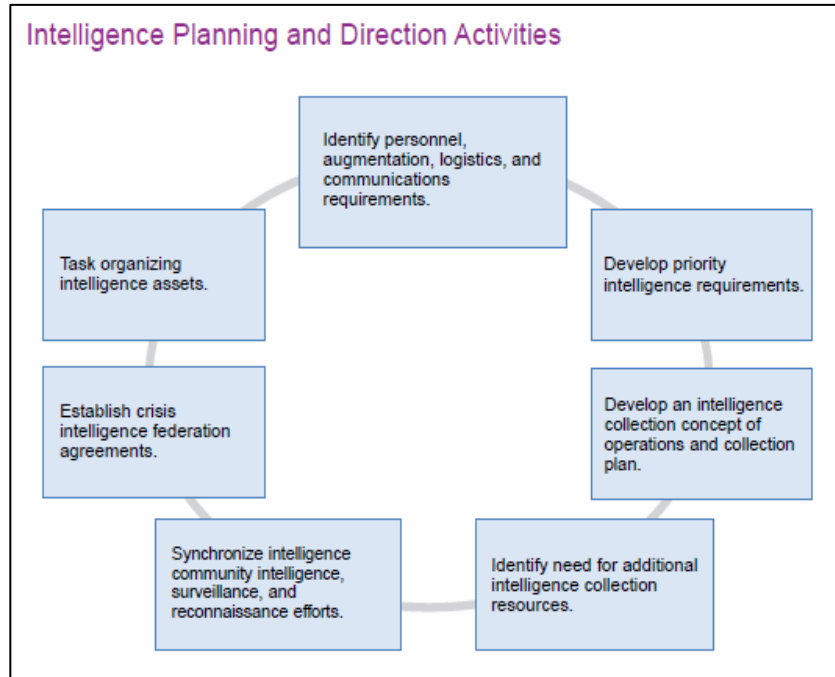 Intelligence Planning and Direction Activities
Identify personnel,
augmentation, logistics, and
communications
requirements.
Develop priority
intelligence requirements.
Develop an intelligence
collection concept of
operations and collection
plan.
Identify need for additional
intelligence collection
resources.
Synchronize intelligence
community intelligence,
surveillance, and
reconnaissance efforts.
Establish crisis
intelligence federation
agreements.
Task organizing
intelligence assets.